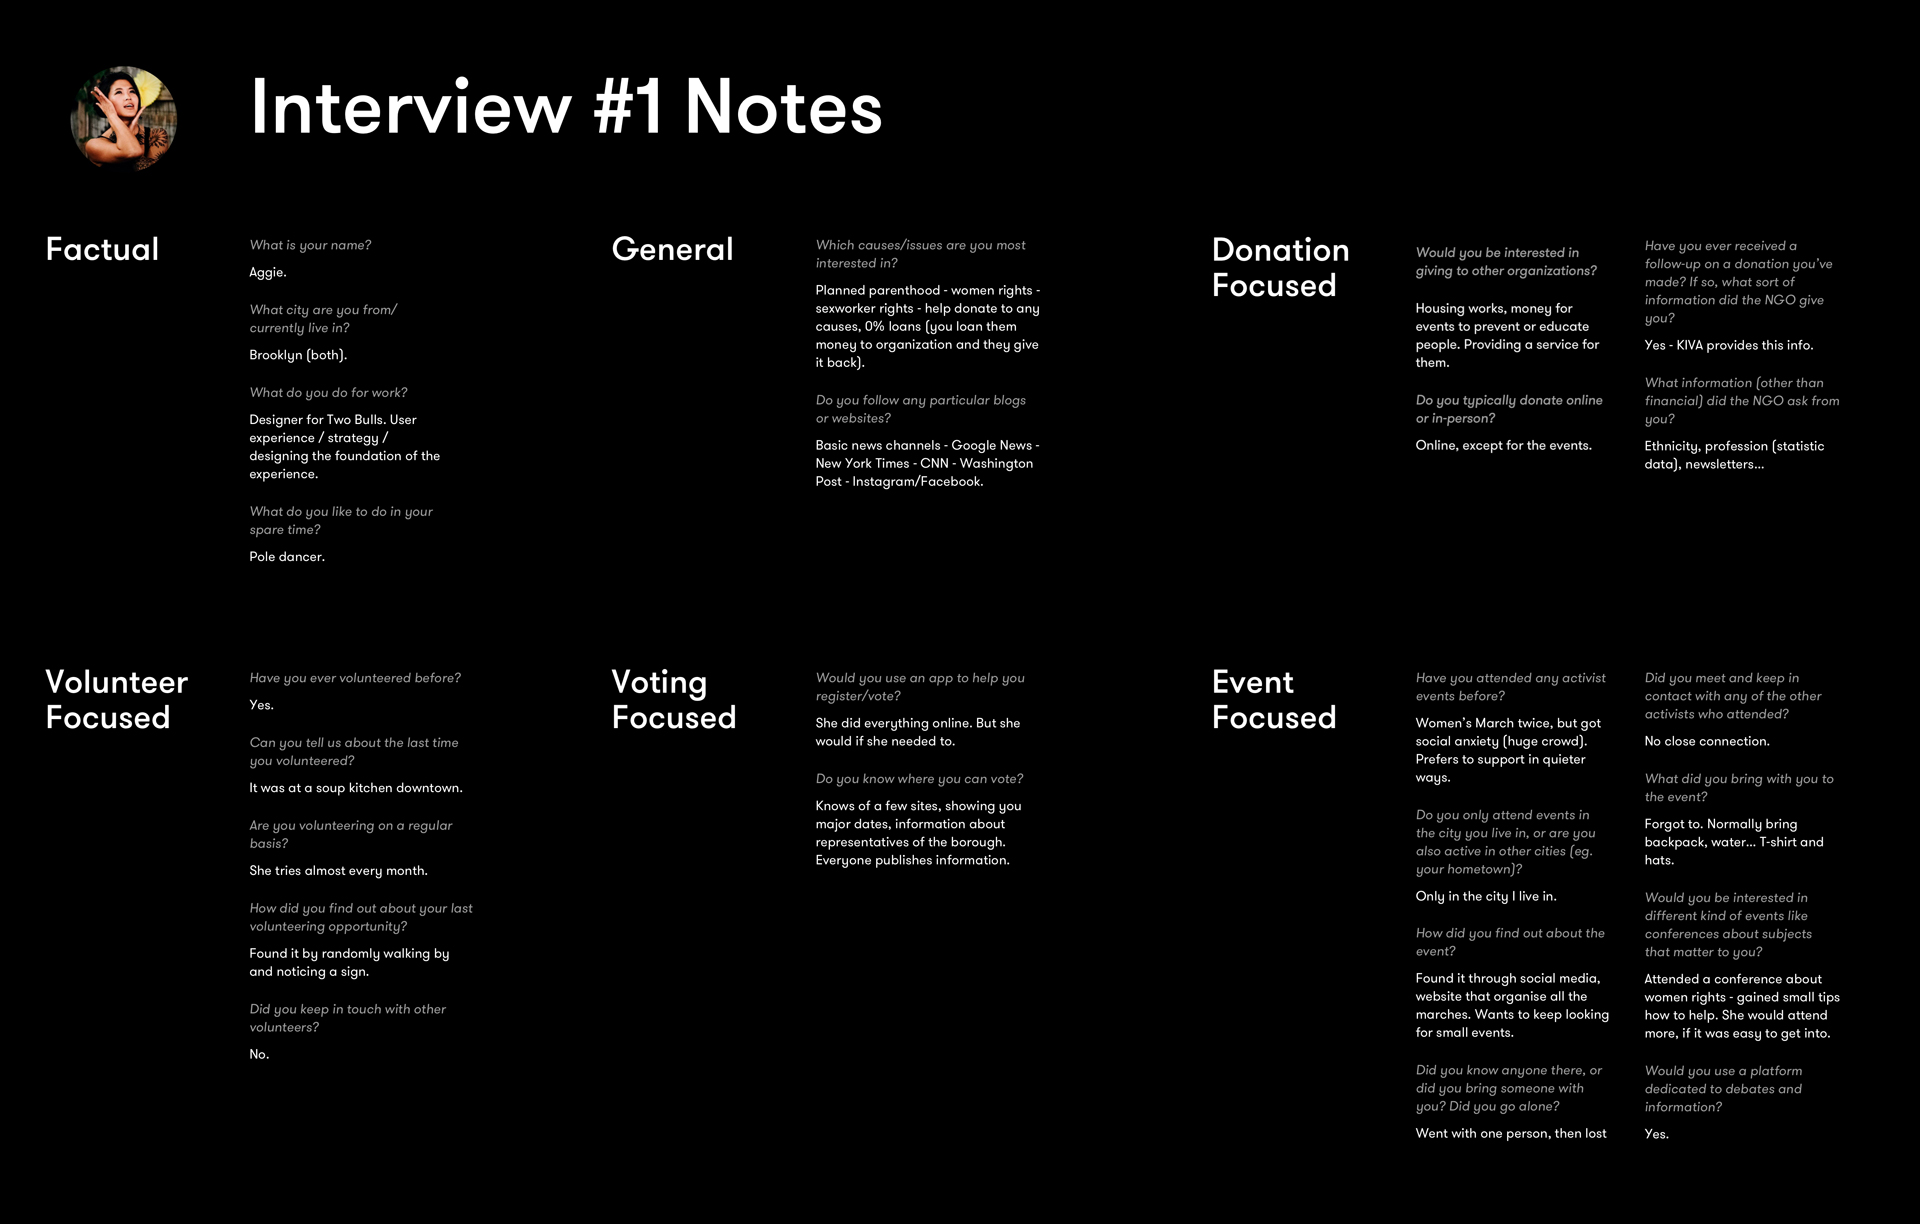 Interview #1 Notes
Factual
What is your name?
Aggie.
What city are you from/
currently live in?
Brooklyn (both).
What do you do for work?
Designer for Two Bulls. User
experience / strategy /
designing the foundation of the
experience.
What do you like to do in your
spare time?
Pole dancer.
General
Which causes/issues are you most
interested in?
Planned parenthood - women rights -
sexworker rights - help donate to any
causes, 0% loans (you loan them
money to organization and they give
it back).
Do you follow any particular blogs
or websites?
Basic news channels - Google News -
New York Times - CNN - Washington
Post - Instagram/Facebook.
Donation
Focused
Would you be interested in
giving to other organizations?
Housing works, money for
events to prevent or educate
people. Providing a service for
them.
Do you typically donate online
or in-person?
Online, except for the events.
Have you ever received a
follow-up on a donation you've
made? If so, what sort of
information did the NGO give
you?
Yes - KIVA provides this info.
What information (other than
financial) did the NGO ask from
you?
Ethnicity, profession (statistic
data), newsletters...
Volunteer
Focused
Have you ever volunteered before?
Yes.
Can you tell us about the last time
you volunteered?
It was at a soup kitchen downtown.
Are you volunteering on a regular
basis?
She tries almost every month.
How did you find out about your last
volunteering opportunity?
Found it by randomly walking by
and noticing a sign.
Did you keep in touch with other
volunteers?
No.
Voting
Focused
Would you use an app to help you
register/vote?
She did everything online. But she
would if she needed to.
Do you know where you can vote?
Knows of a few sites, showing you
major dates, information about
representatives of the borough.
Everyone publishes information.
Event
Focused
Have you attended any activist
events before?
Women's March twice, but got
social anxiety (huge crowd).
Prefers to support in quieter
ways.
Do you only attend events in
the city you live in, or are you
also active in other cities (eg.
your hometown)?
Only in the city I live in.
How did you find out about the
event?
Found it through social media,
website that organise all the
marches. Wants to keep looking
for small events.
Did you know anyone there, or
did you bring someone with
you? Did you go alone?
Went with one person, then lost
Did you meet and keep in
contact with any of the other
activists who attended?
No close connection.
What did you bring with you to
the event?
Forgot to. Normally bring
backpack, water... T-shirt and
hats.
Would you be interested in
different kind of events like
conferences about subjects
that matter to you?
Attended a conference about
women rights - gained small tips
how to help. She would attend
more, if it was easy to get into.
Would you use a platform
dedicated to debates and
information?
Yes.